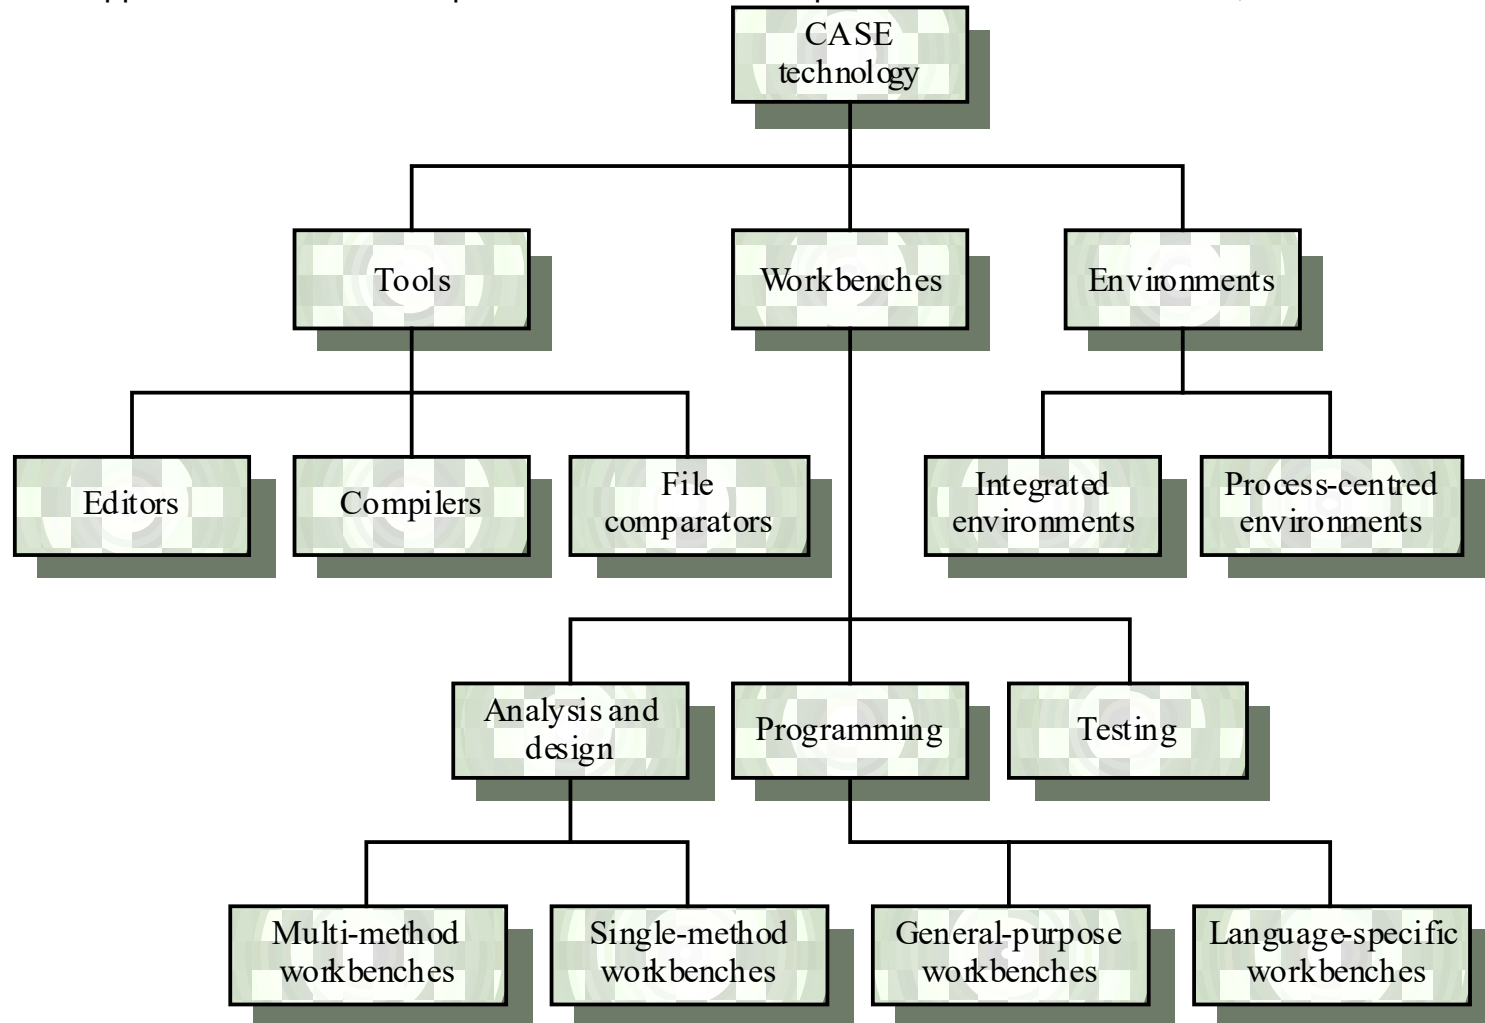 CASE
technology
Tools
Workbenches
Environments
Editors
Compilers
File
comparators
Integrated
environments
Process-centred
environments
Analysis and
design
Programming
Testing
Multi-method
workbenches
Single-method
workbenches
General-purpose
workbenches
Language-specific
workbenches